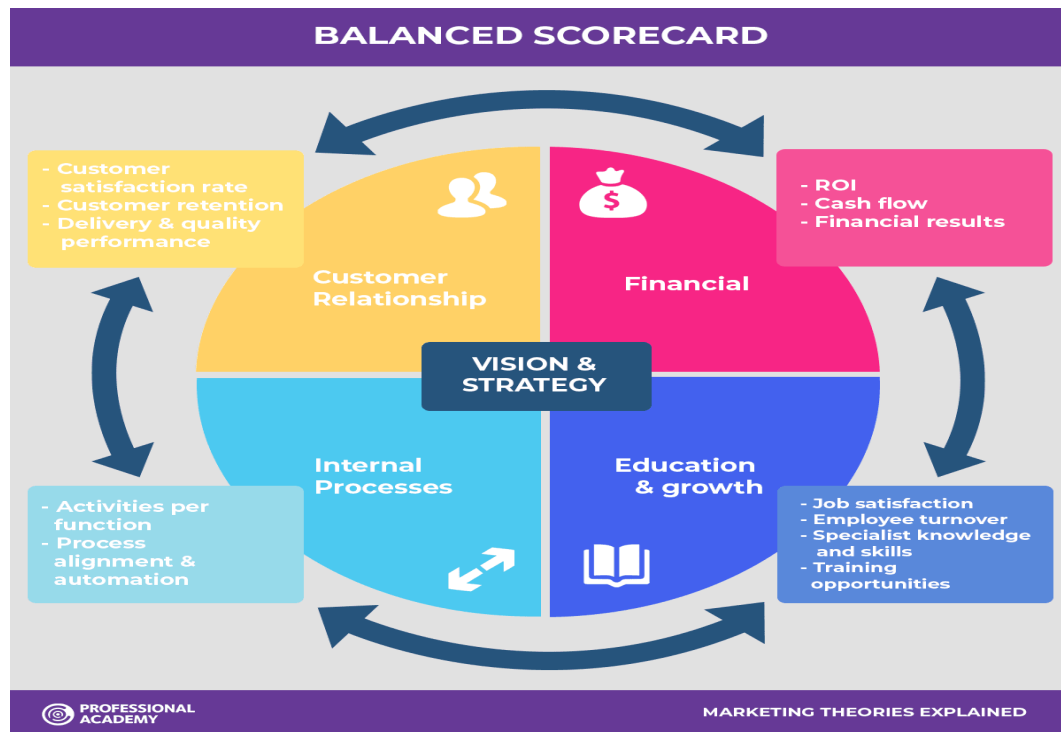 BALANCED SCORECARD
- Customer
satisfaction rate
- Customer retention
- Delivery & quality
performance
- ROI
- Cash flow
- Financial results
$
Customer
Relationship
Financial
VISION &
STRATEGY
Internal
Processes
Education
& growth
- Activities per
function
- Process
alignment &
automation
- Job satisfaction
- Employee turnover
- Specialist knowledge
and skills
- Training
opportunities
PROFESSIONAL
ACADEMY
MARKETING THEORIES EXPLAINED